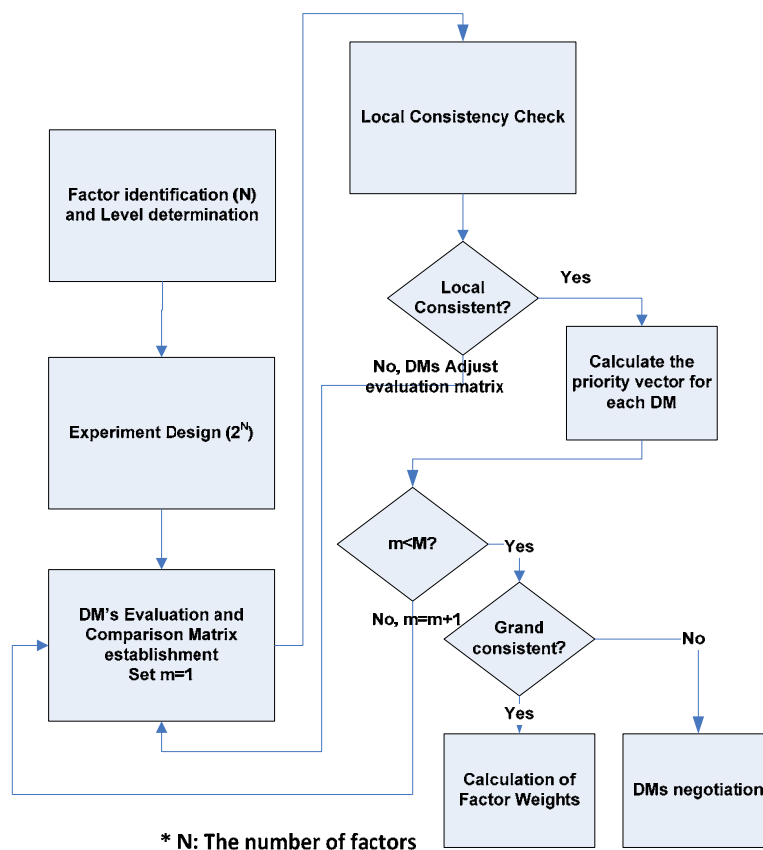 Local Consistency Check
Factor identification (N)
and Level determination
Local
Consistent?
Yes
No, DMs Adjust
evaluation matrix
Calculate the
priority vector for
each DM
Experiment Design (2^N)
m<M?
Yes
No, m=m+1
DM's Evaluation and
Comparison Matrix
establishment
Set m=1
Grand
consistent?
No
Yes
Calculation of
Factor Weights
DMs negotiation
* N: The number of factors